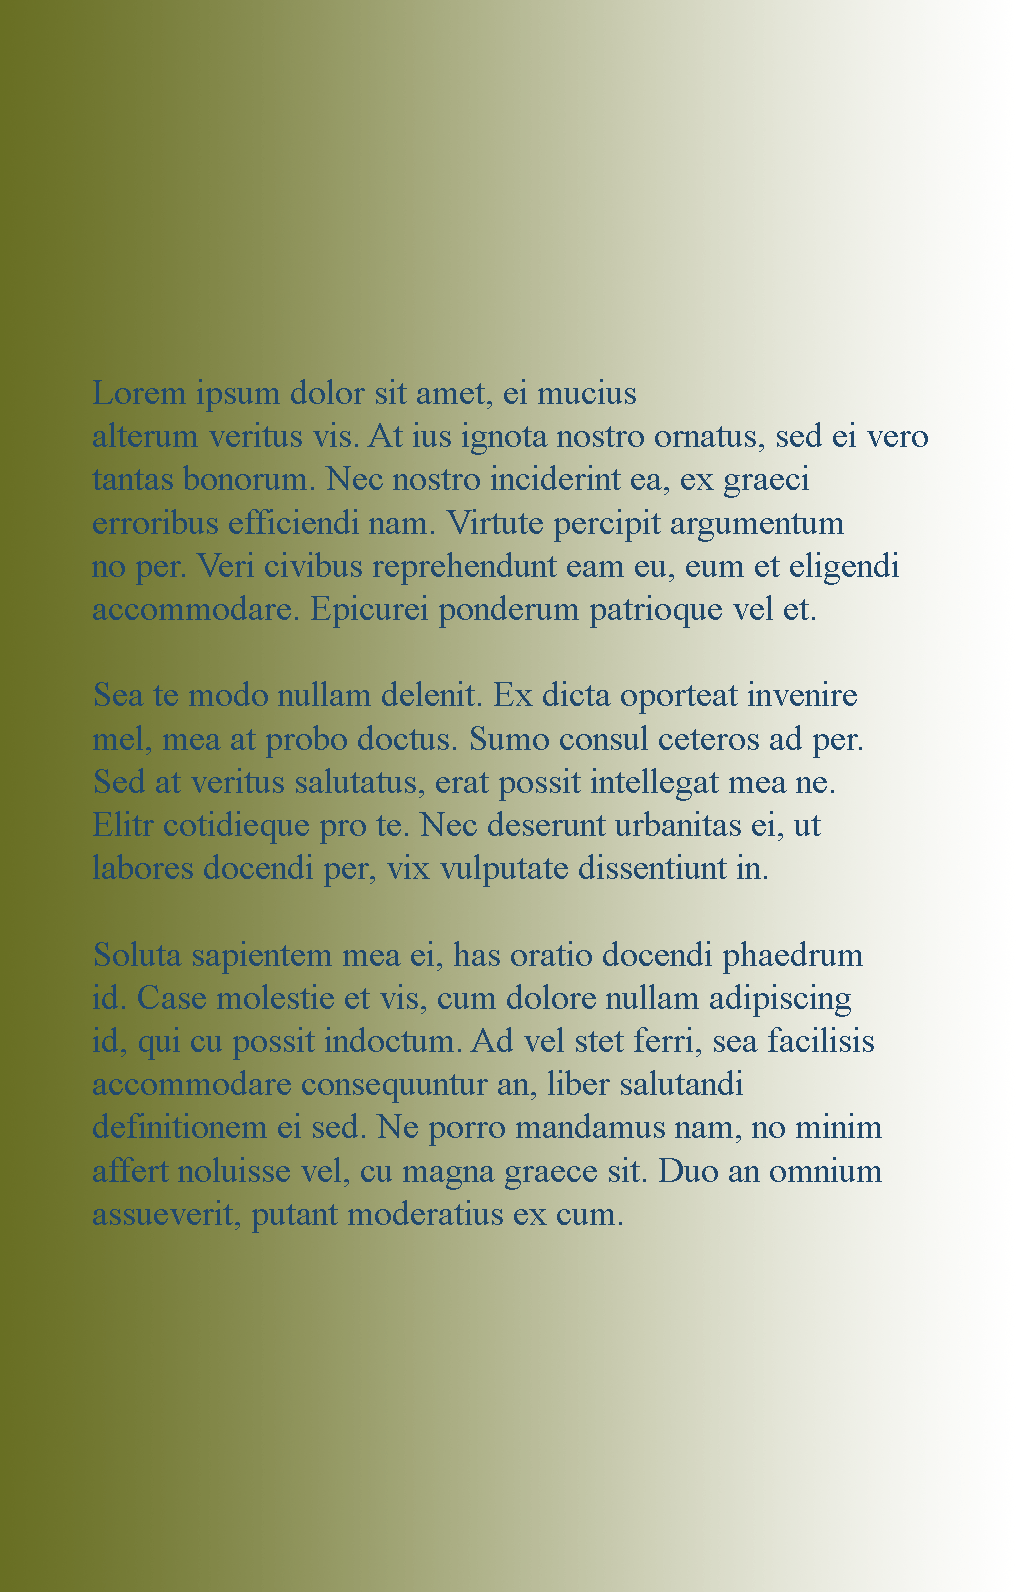 Lorem ipsum dolor sit amet, ei mucius
alterum veritus vis. At ius ignota nostro ornatus, sed ei vero
tantas bonorum. Nec nostro inciderint ea, ex graeci
erroribus efficiendi nam. Virtute percipit argumentum
no per. Veri civibus reprehendunt eam eu, eum et eligendi
accommodare. Epicurei ponderum patrioque vel et.
Sea te modo nullam delenit. Ex dicta oporteat invenire
mel, mea at probo doctus. Sumo consul ceteros ad per.
Sed at veritus salutatus, erat possit intellegat mea ne.
Elitr cotidieque pro te. Nec deserunt urbanitas ei, ut
labores docendi per, vix vulputate dissentiunt in.
Soluta sapientem mea ei, has oratio docendi phaedrum
id. Case molestie et vis, cum dolore nullam adipiscing
id, qui cu possit indoctum. Ad vel stet ferri, sea facilisis
accommodare consequuntur an, liber salutandi
definitionem ei sed. Ne porro mandamus nam, no minim
affert noluisse vel, cu magna graece sit. Duo an omnium
assueverit, putant moderatius ex cum.